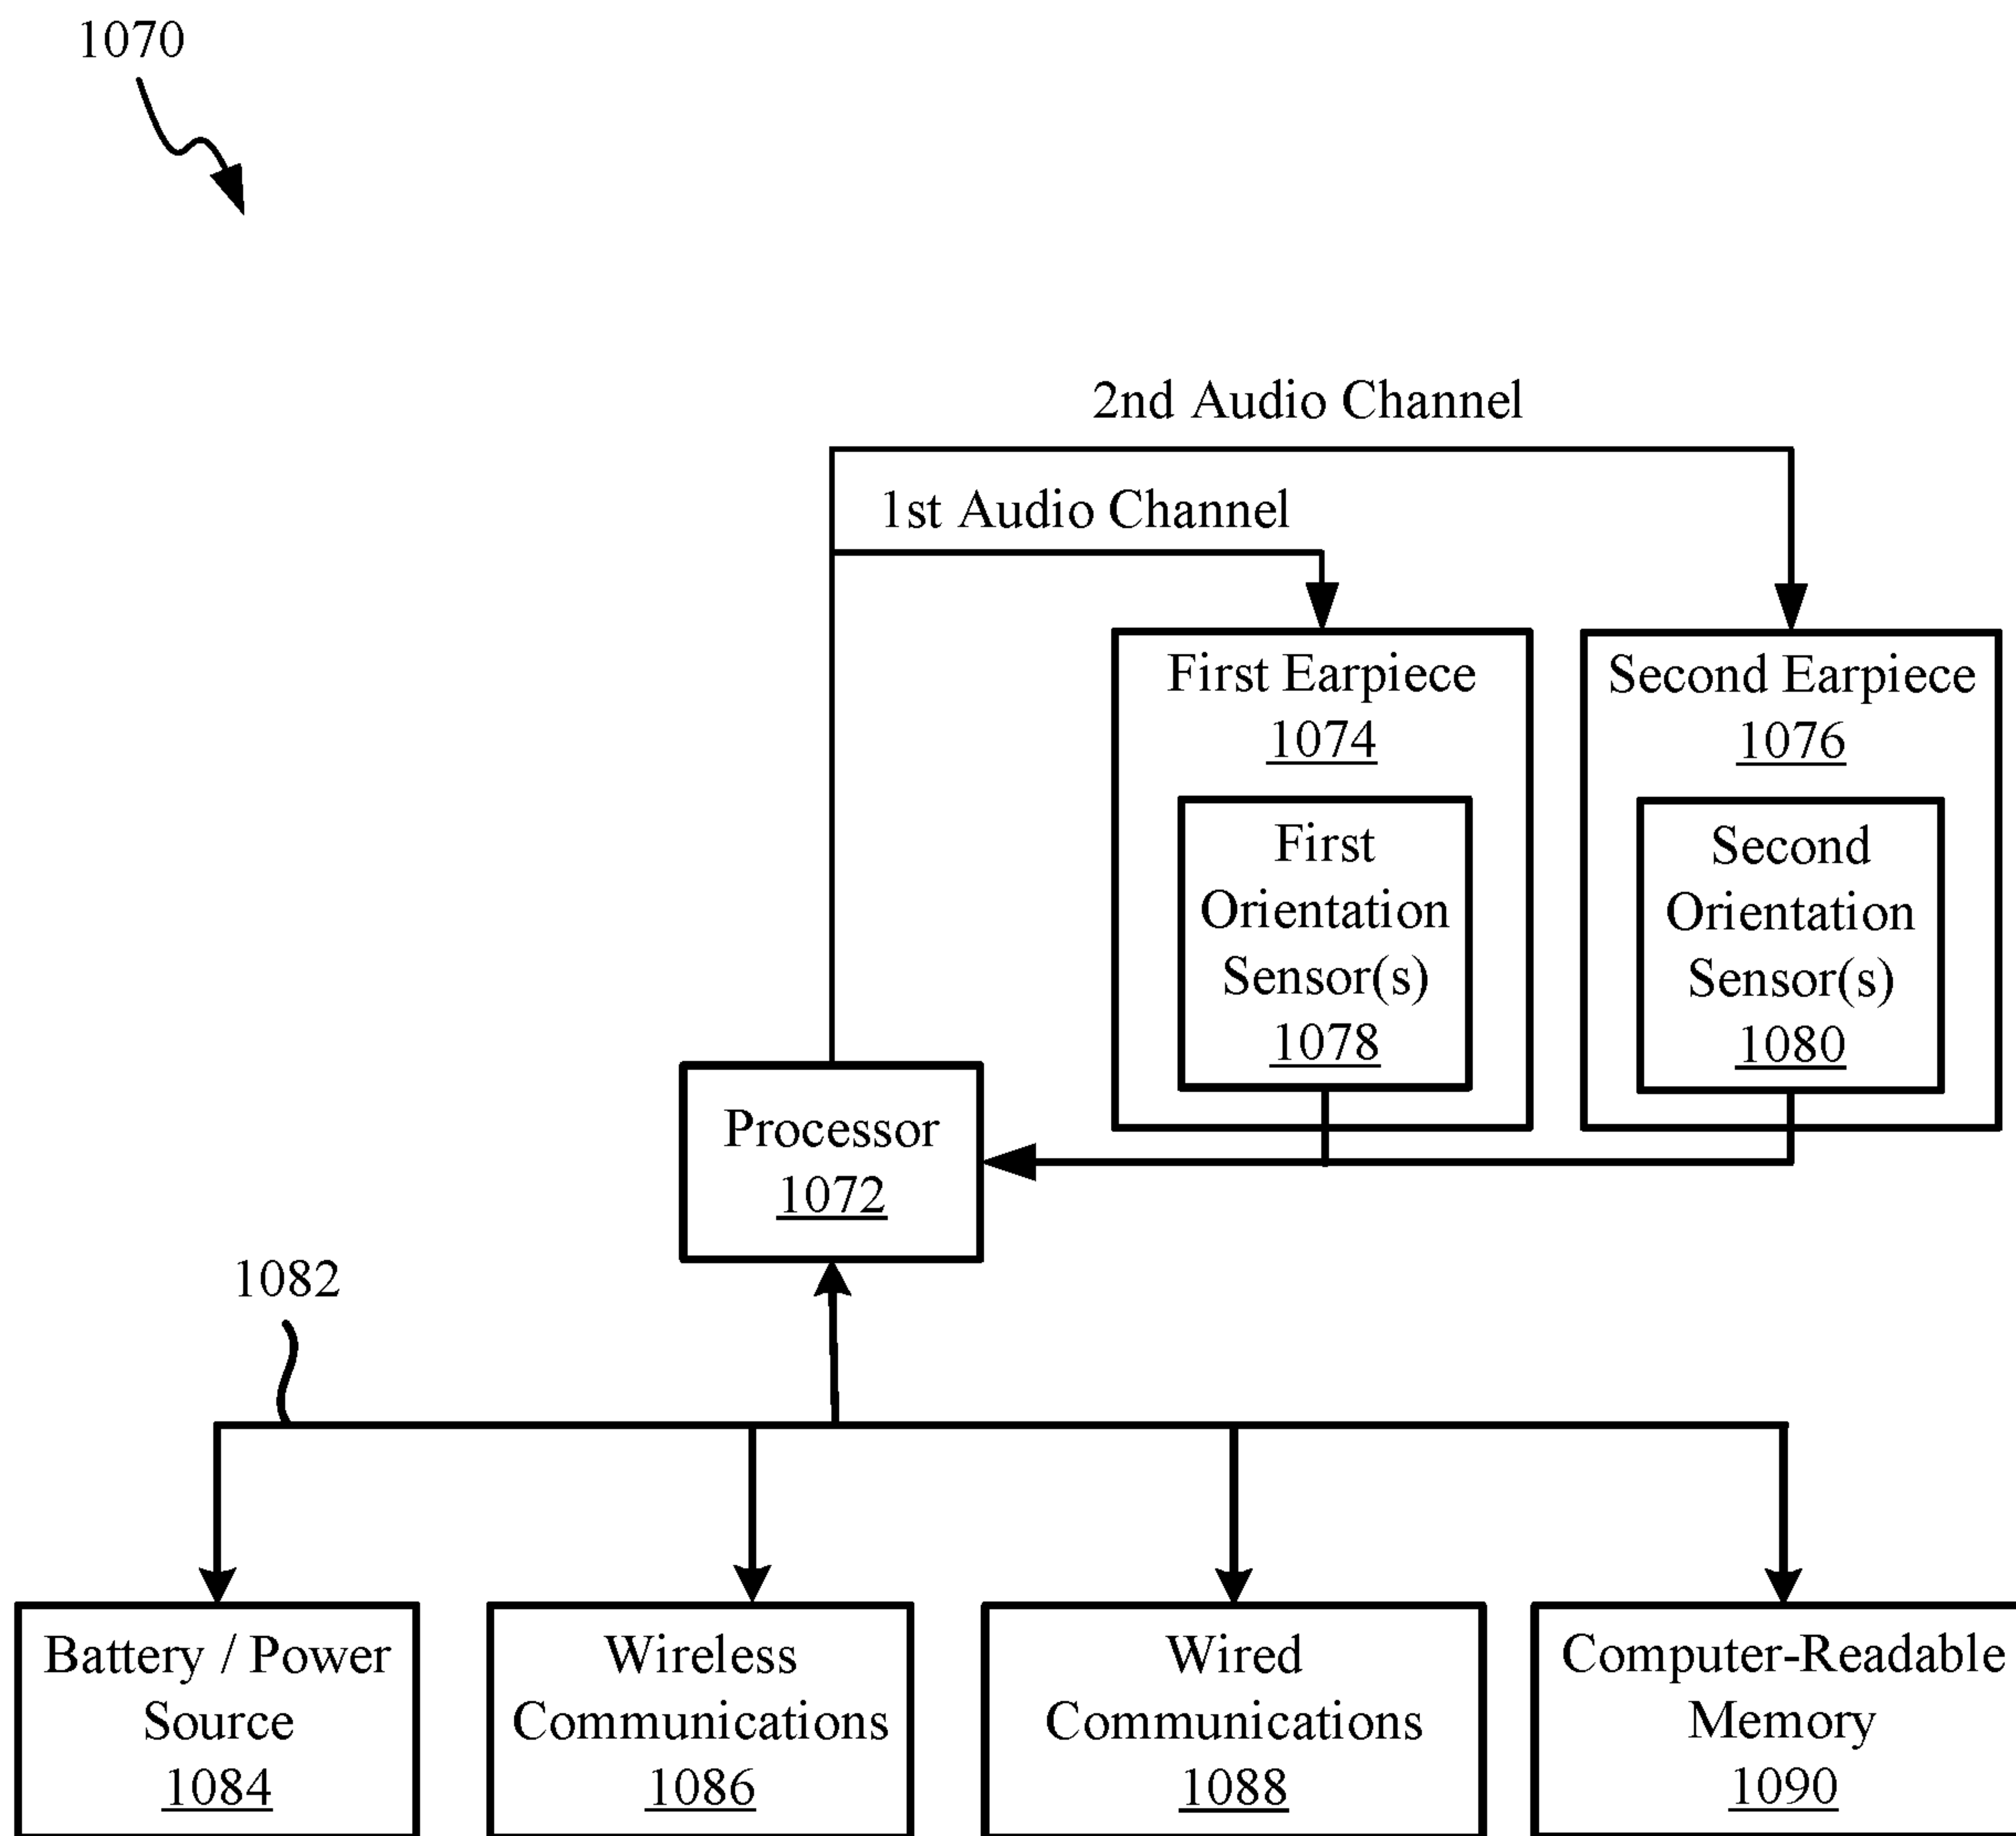 1070
2nd Audio Channel
1st Audio Channel
First Earpiece
1074
First
Orientation
Sensor(s)
1078
Second Earpiece
1076
Second
Orientation
Sensor(s)
1080
Processor
1072
1082
Battery / Power
Source
1084
Wireless
Communications
1086
Wired
Communications
1088
Computer-Readable
Memory
1090